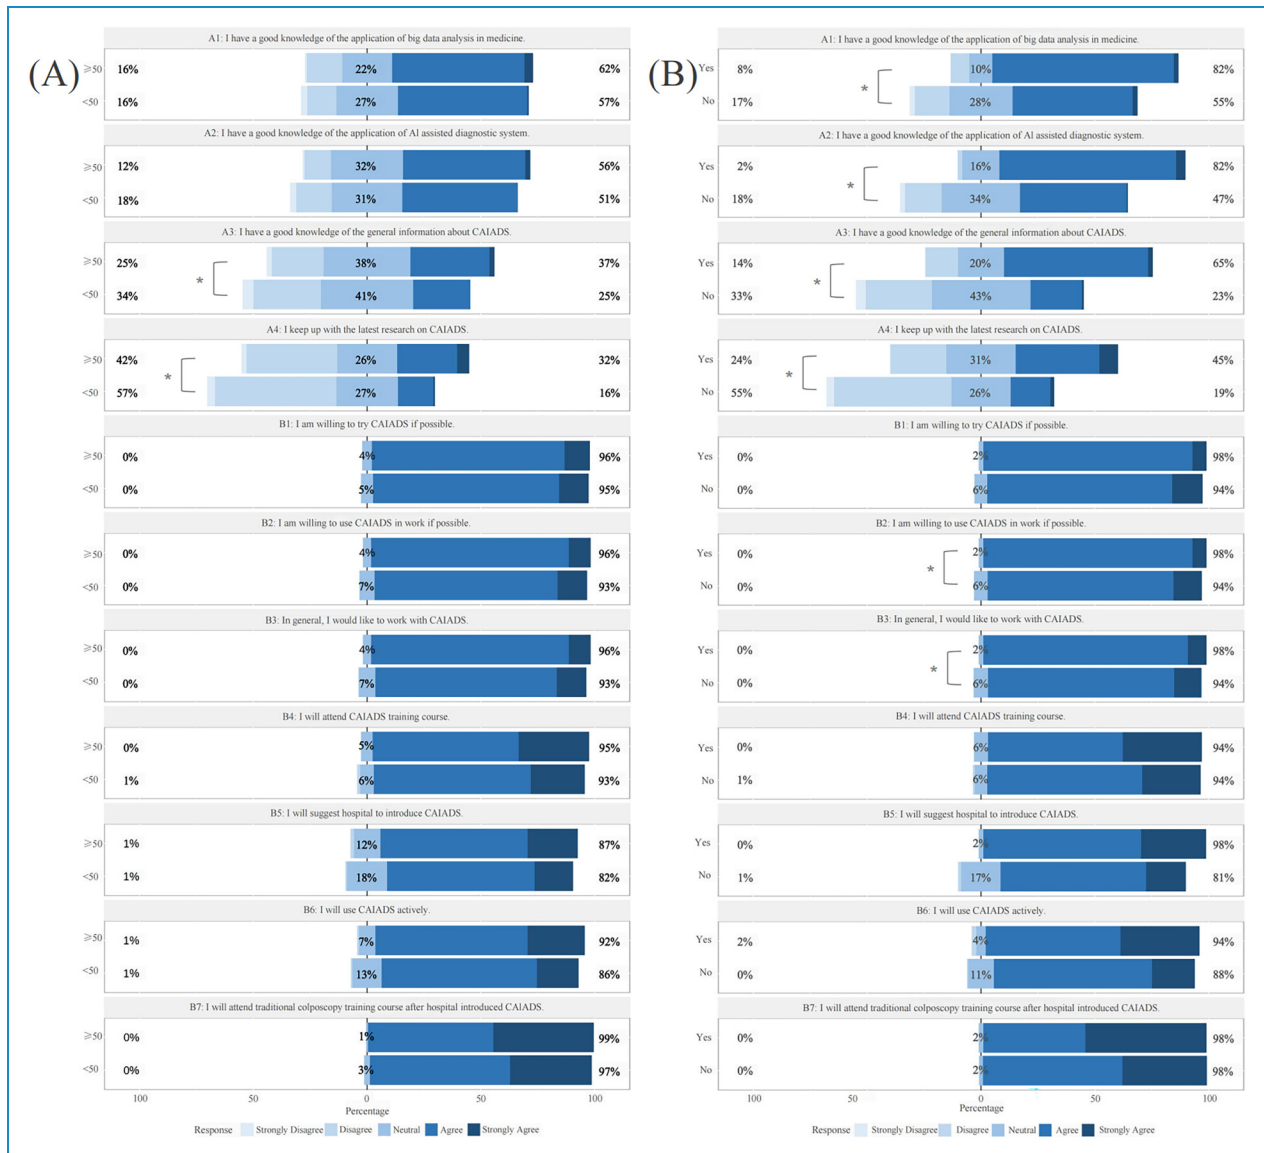 (A)
A1: I have a good knowledge of the application of big data analysis in medicine.
≥50 16% 22% 62%
<50 16% 27% 57%
A2: I have a good knowledge of the application of AI assisted diagnostic system.
≥50 12% 32% 56%
<50 18% 31% 51%
A3: I have a good knowledge of the general information about CAIADS.
≥50 25% * 38% 37%
<50 34% 41% 25%
A4: I keep up with the latest research on CAIADS.
≥50 42% * 26% 32%
<50 57% 27% 16%
B1: I am willing to try CAIADS if possible.
≥50 0% 4% 96%
<50 0% 5% 95%
B2: I am willing to use CAIADS in work if possible.
≥50 0% 4% 96%
<50 0% 7% 93%
B3: In general, I would like to work with CAIADS.
≥50 0% 4% 96%
<50 0% 7% 93%
B4: I will attend CAIADS training course.
≥50 0% 5% 95%
<50 1% 6% 93%
B5: I will suggest hospital to introduce CAIADS.
≥50 1% 12% 87%
<50 1% 18% 82%
B6: I will use CAIADS actively.
≥50 1% 7% 92%
<50 1% 13% 86%
B7: I will attend traditional colposcopy training course after hospital introduced CAIADS.
≥50 0% 1% 99%
<50 0% 3% 97%
100 50 0 50 100
Percentage
Response Strongly Disagree Disagree Neutral Agree Strongly Agree
(B)
A1: I have a good knowledge of the application of big data analysis in medicine.
Yes 8% * 10% 82%
No 17% 28% 55%
A2: I have a good knowledge of the application of AI assisted diagnostic system.
Yes 2% * 16% 82%
No 18% 34% 47%
A3: I have a good knowledge of the general information about CAIADS.
Yes 14% * 20% 65%
No 33% 43% 23%
A4: I keep up with the latest research on CAIADS.
Yes 24% * 31% 45%
No 55% 26% 19%
B1: I am willing to try CAIADS if possible.
Yes 0% 2% 98%
No 0% 6% 94%
B2: I am willing to use CAIADS in work if possible.
Yes 0% * 2% 98%
No 0% 6% 94%
B3: In general, I would like to work with CAIADS.
Yes 0% * 2% 98%
No 0% 6% 94%
B4: I will attend CAIADS training course.
Yes 0% 6% 94%
No 1% 6% 94%
B5: I will suggest hospital to introduce CAIADS.
Yes 0% 2% 98%
No 1% 17% 81%
B6: I will use CAIADS actively.
Yes 2% 4% 94%
No 0% 11% 88%
B7: I will attend traditional colposcopy training course after hospital introduced CAIADS.
Yes 0% 2% 98%
No 0% 2% 98%
100 50 0 50 100
Percentage
Response Strongly Disagree Disagree Neutral Agree Strongly Agree